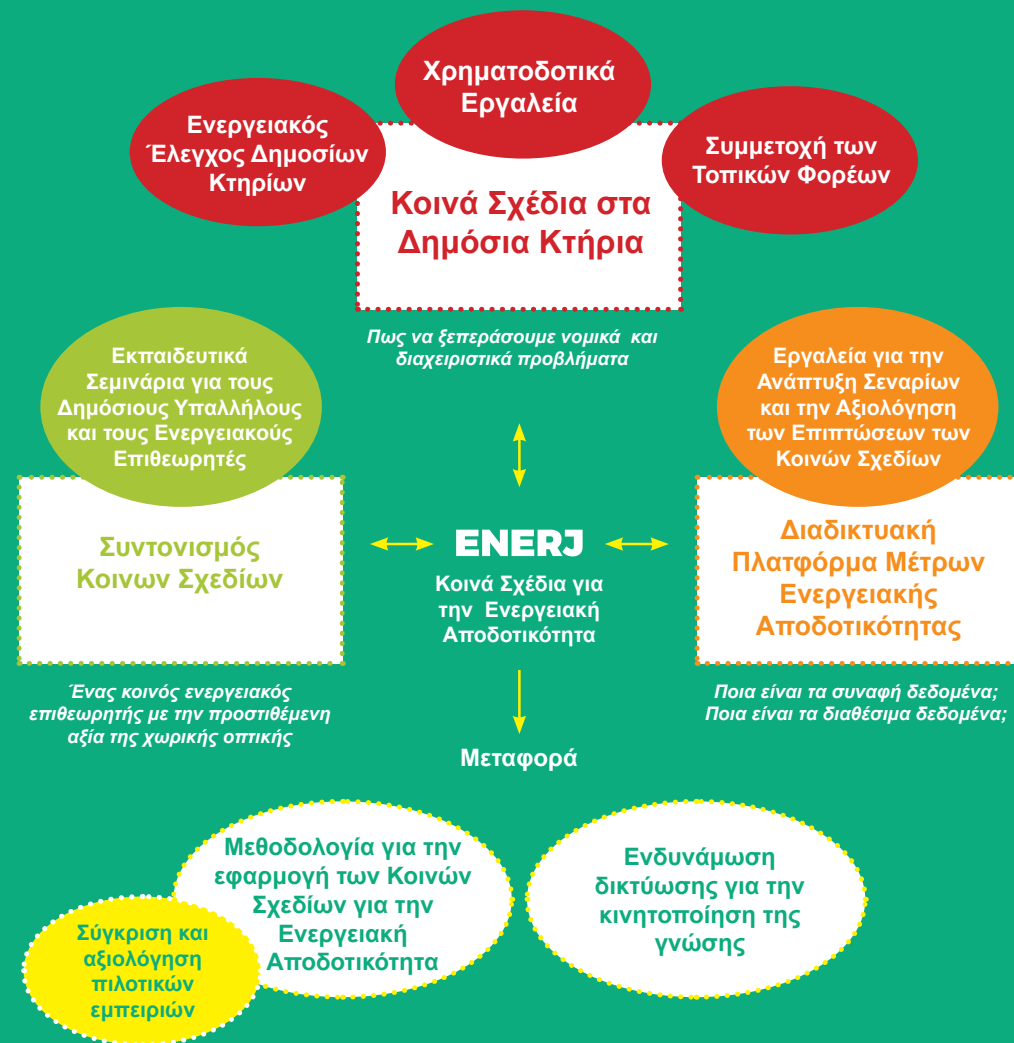 Χρηματοδοτικά
Εργαλεία
Ενεργειακός
Έλεγχος Δημοσίων
Κτηρίων
Συμμετοχή των
Τοπικών Φορέων
Κοινά Σχέδια στα
Δημόσια Κτήρια
Πως να ξεπεράσουμε νομικά και
διαχειριστικά προβλήματα
Εκπαιδευτικά
Σεμινάρια για τους
Δημόσιους Υπαλλήλους
και τους Ενεργειακούς
Επιθεωρητές
Συντονισμός
Κοινων Σχεδίων
Ένας κοινός ενεργειακός
επιθεωρητής με την προστιθέμενη
αξία της χωρικής οπτικής
ENERJ
Κοινά Σχέδια για
την Ενεργειακή
Αποδοτικότητα
Εργαλεία για την
Ανάπτυξη Σεναρίων
και την Αξιολόγηση
των Επιπτώσεων των
Κοινών Σχεδίων
Διαδικτυακή
Πλατφόρμα Μέτρων
Ενεργειακής
Αποδοτικότητας
Ποια είναι τα συναφή δεδομένα;
Ποια είναι τα διαθέσιμα δεδομένα;
Μεταφορά
Μεθοδολογία για την
εφαρμογή των Κοινών
Σχεδίων για την
Ενεργειακή
Αποδοτικότητα
Σύγκριση και
αξιολόγηση
πιλοτικών
εμπειριών
Ενδυνάμωση
δικτύωσης για την
κινητοποίηση της
γνώσης